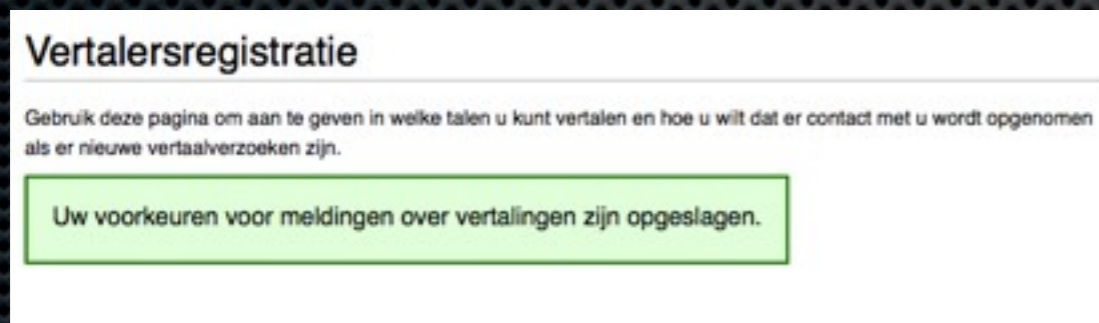 Vertalersregistratie
Gebruik deze pagina om aan te geven in welke talen u kunt vertalen en hoe u wilt dat er contact met u wordt opgenomen
als er nieuwe vertaalverzoeken zijn.
Uw voorkeuren voor meldingen over vertalingen zijn opgeslagen.